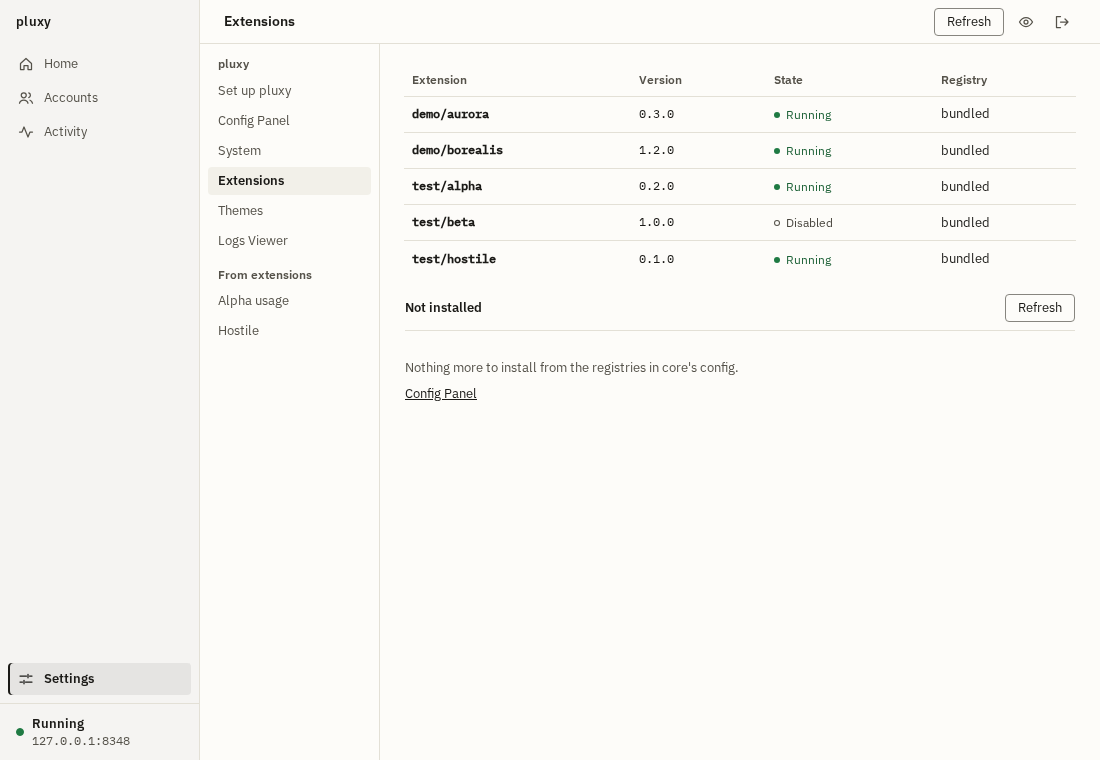 pluxy
Home
Accounts
Activity
Settings
Running
127.0.0.1:8348
Extensions
Refresh
pluxy
Set up pluxy
Config Panel
System
Extensions
Themes
Logs Viewer
From extensions
Alpha usage
Hostile
Extension Version State Registry
demo/aurora 0.3.0 Running bundled
demo/borealis 1.2.0 Running bundled
test/alpha 0.2.0 Running bundled
test/beta 1.0.0 Disabled bundled
test/hostile 0.1.0 Running bundled
Not installed Refresh
Nothing more to install from the registries in core's config.
Config Panel